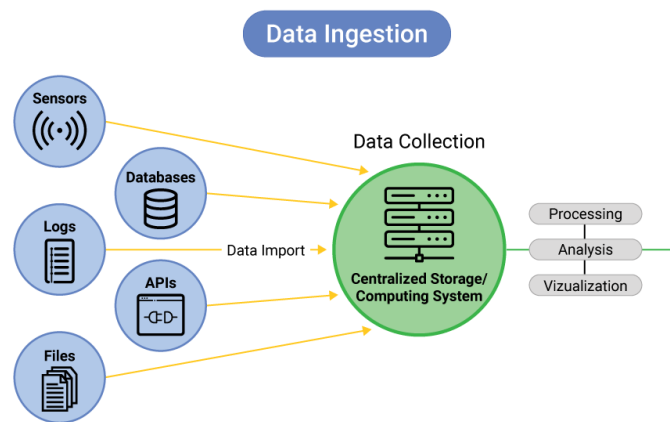 Data Ingestion
Sensors
Databases
Logs
APIs
Files
Data Import
Data Collection
Centralized Storage/
Computing System
Processing
Analysis
Vizualization